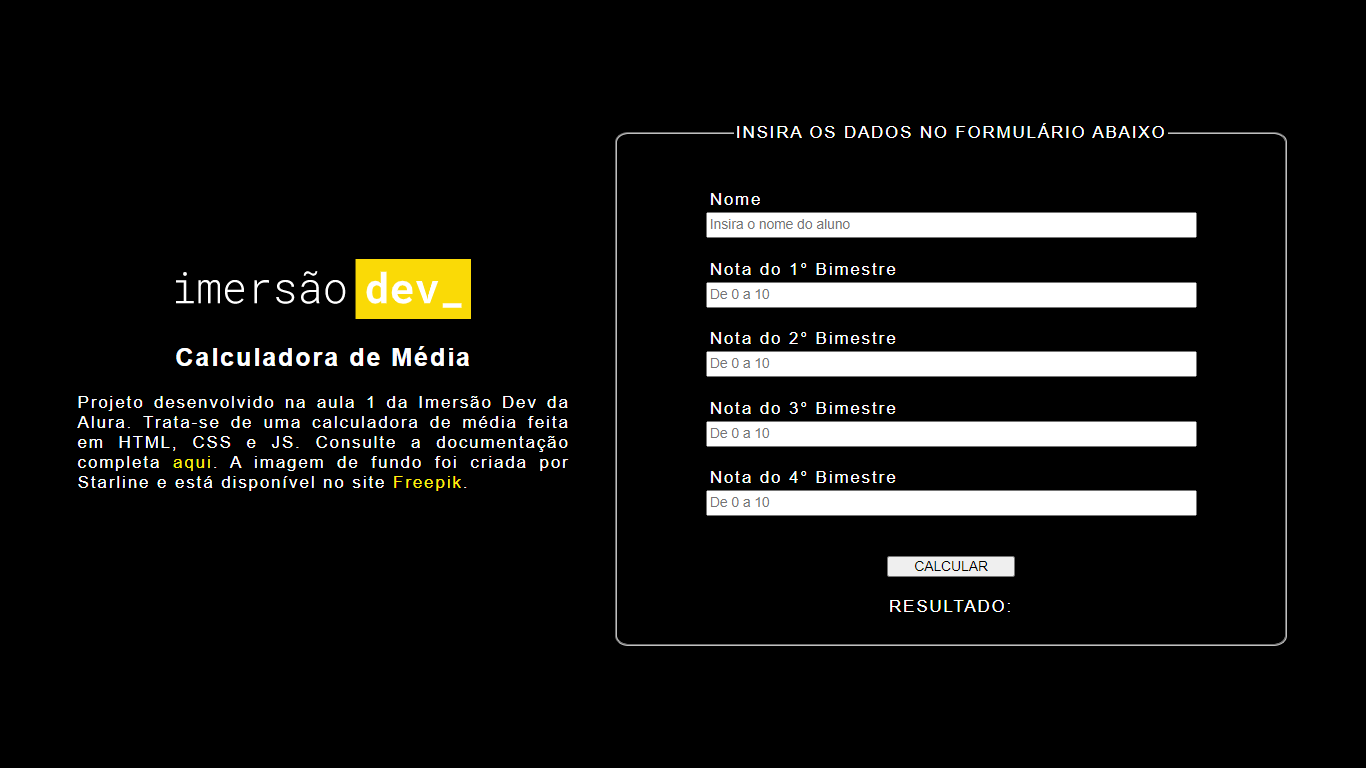 imersão dev_
Calculadora de Média
Projeto desenvolvido na aula 1 da Imersão Dev da
Alura. Trata-se de uma calculadora de média feita
em HTML, CSS e JS. Consulte a documentação
completa aqui. A imagem de fundo foi criada por
Starline e está disponível no site Freepik.
INSIRA OS DADOS NO FORMULÁRIO ABAIXO
Nome
Insira o nome do aluno
Nota do 1° Bimestre
De 0 a 10
Nota do 2° Bimestre
De 0 a 10
Nota do 3° Bimestre
De 0 a 10
Nota do 4° Bimestre
De 0 a 10
CALCULAR
RESULTADO: